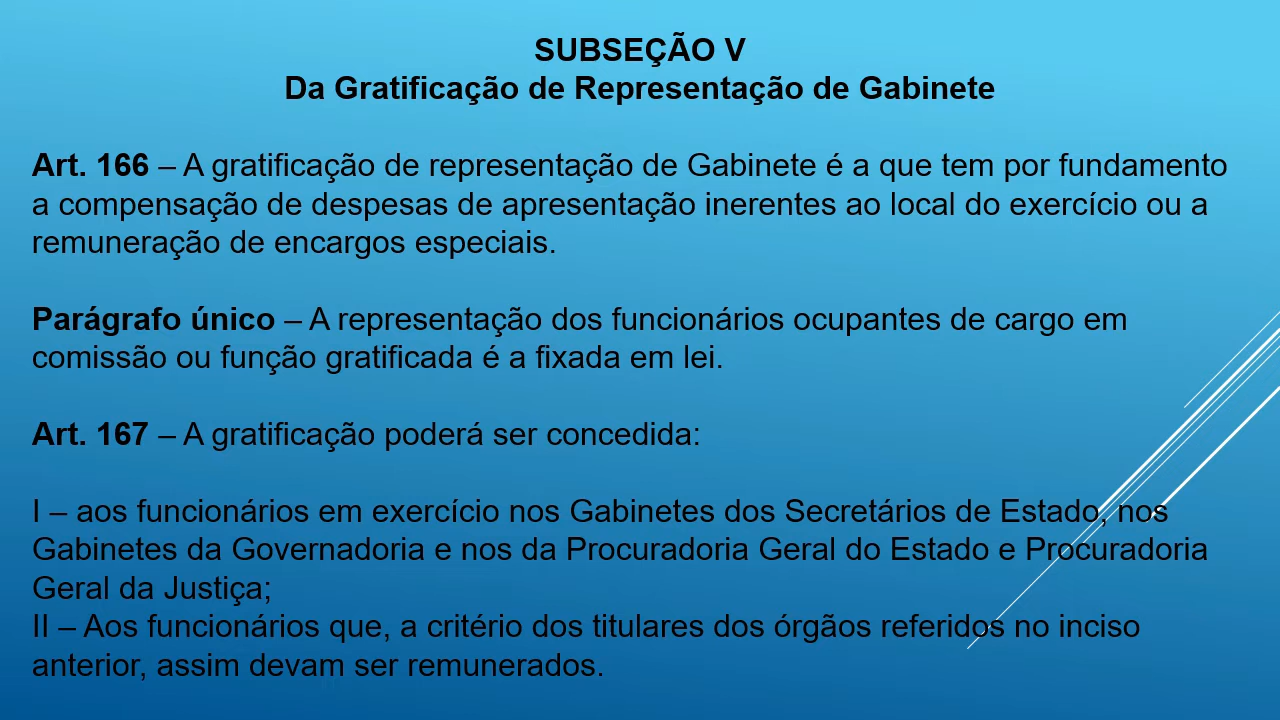 SUBSEÇÃO V
Da Gratificação de Representação de Gabinete
Art. 166 – A gratificação de representação de Gabinete é a que tem por fundamento
a compensação de despesas de apresentação inerentes ao local do exercício ou a
remuneração de encargos especiais.
Parágrafo único – A representação dos funcionários ocupantes de cargo em
comissão ou função gratificada é a fixada em lei.
Art. 167 – A gratificação poderá ser concedida:
I – aos funcionários em exercício nos Gabinetes dos Secretários de Estado, nos
Gabinetes da Governadoria e nos da Procuradoria Geral do Estado e Procuradoria
Geral da Justiça;
II – Aos funcionários que, a critério dos titulares dos órgãos referidos no inciso
anterior, assim devam ser remunerados.